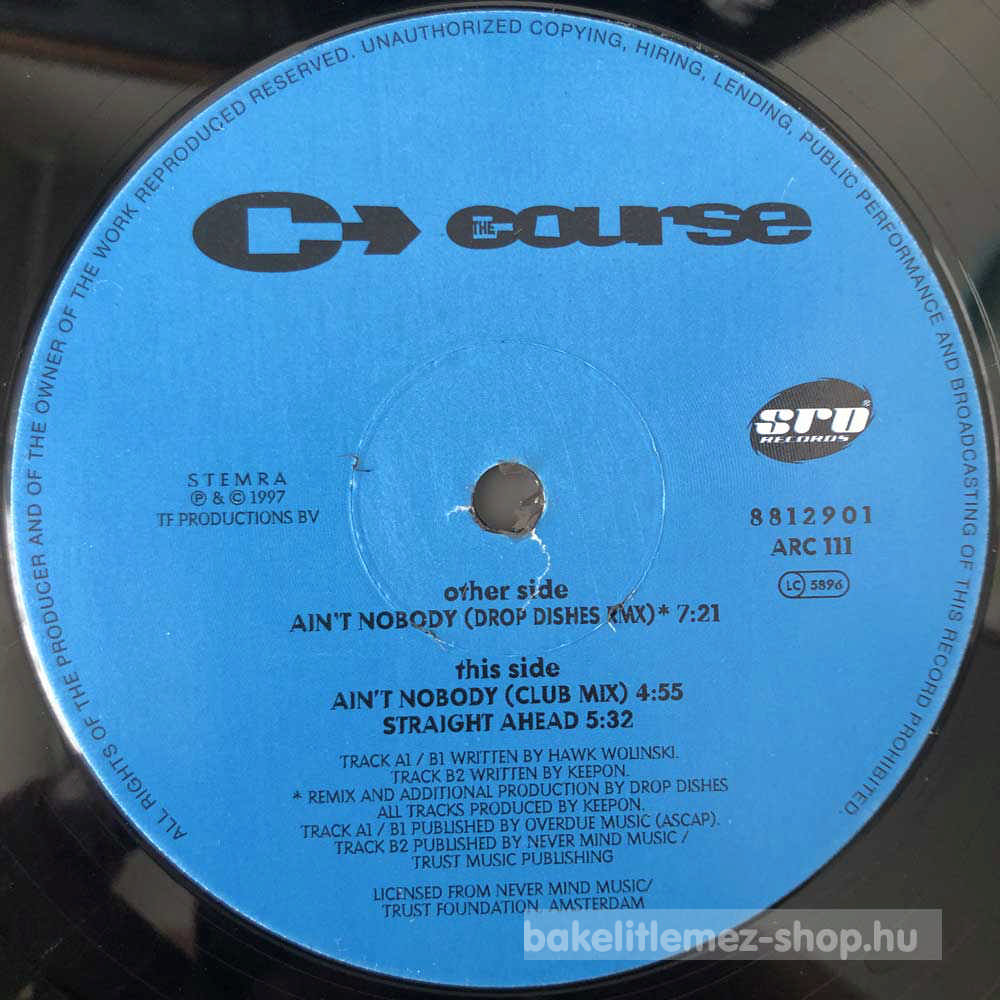 ALL RIGHTS OF THE PRODUCER AND OF THE OWNER OF THE WORK REPRODUCED RESERVED. UNAUTHORIZED COPYING, HIRING, LENDING, PUBLIC PERFORMANCE AND BROADCASTING OF THIS RECORD PROHIBITED.
THE course
SRD®
RECORDS
STEMRA
℗ & © 1997
TF PRODUCTIONS BV
8812901
ARC 111
LC 5896
other side
AIN'T NOBODY (DROP DISHES RMX)* 7:21
this side
AIN'T NOBODY (CLUB MIX) 4:55
STRAIGHT AHEAD 5:32
TRACK A1 / B1 WRITTEN BY HAWK WOLINSKI.
TRACK B2 WRITTEN BY KEEPON.
* REMIX AND ADDITIONAL PRODUCTION BY DROP DISHES
ALL TRACKS PRODUCED BY KEEPON.
TRACK A1 / B1 PUBLISHED BY OVERDUE MUSIC (ASCAP).
TRACK B2 PUBLISHED BY NEVER MIND MUSIC /
TRUST MUSIC PUBLISHING
LICENSED FROM NEVER MIND MUSIC/
TRUST FOUNDATION, AMSTERDAM
bakelitlemez-shop.hu